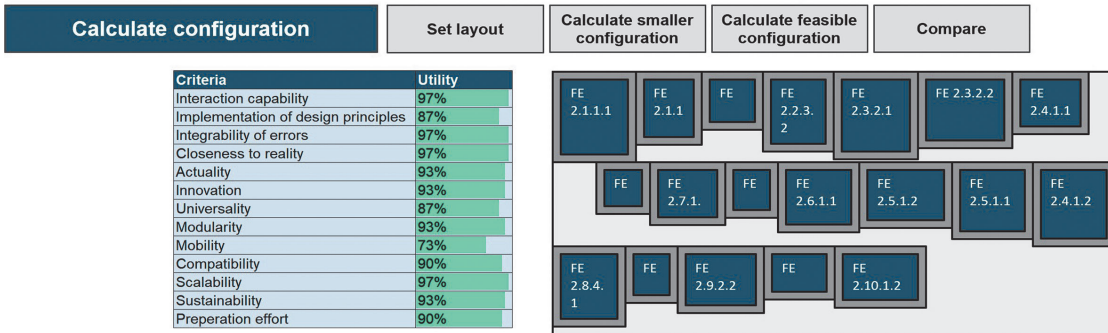 Calculate configuration
Set layout
Calculate smaller
configuration
Calculate feasible
configuration
Compare
Criteria Utility
Interaction capability 97%
Implementation of design principles 87%
Integrability of errors 97%
Closeness to reality 97%
Actuality 93%
Innovation 93%
Universality 87%
Modularity 93%
Mobility 73%
Compatibility 90%
Scalability 97%
Sustainability 93%
Preperation effort 90%
FE
2.1.1.1
FE
2.1.1
FE
FE
2.2.3.
2
FE
2.3.2.1
FE 2.3.2.2
FE
2.4.1.1
FE
FE
2.7.1.
FE
FE
2.6.1.1
FE
2.5.1.2
FE
2.5.1.1
FE
2.4.1.2
FE
2.8.4.
1
FE
FE
2.9.2.2
FE
FE
2.10.1.2